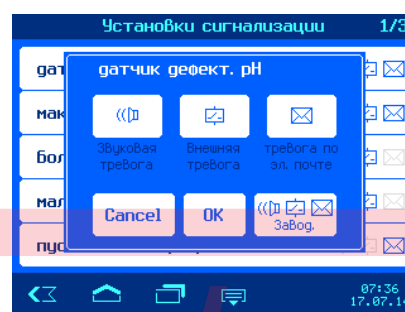 Установки сигнализации 1/3
дат
датчик дефект. pH
мак
Звуковая тревога
Внешняя тревога
тревога по эл. почте
бол
мал
Cancel
OK
Завод.
пус
07:36
17.07.14